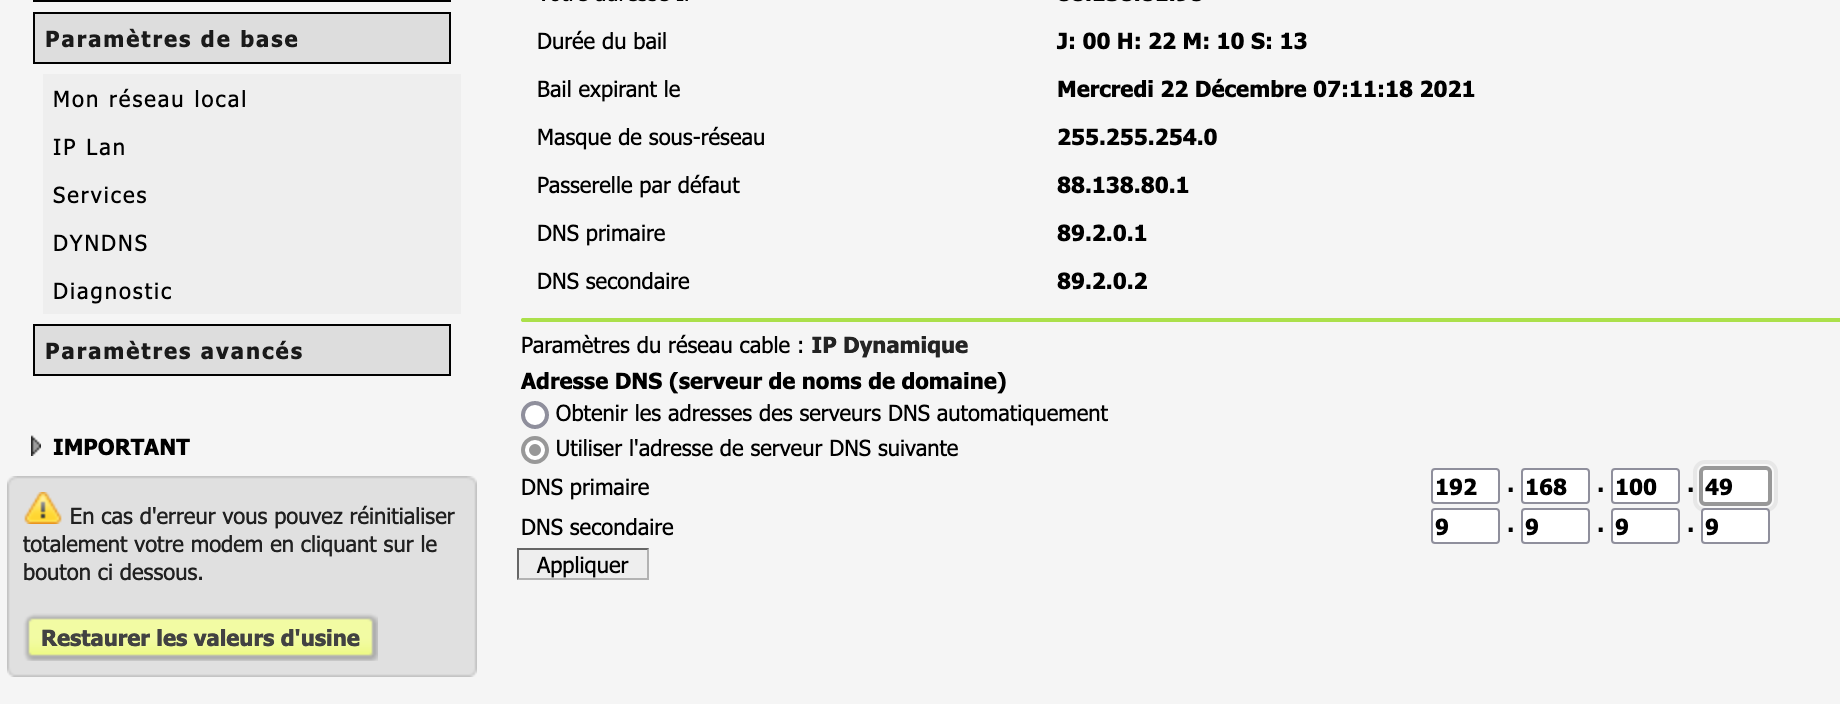 Paramètres de base
Mon réseau local
IP Lan
Services
DYNDNS
Diagnostic
Paramètres avancés
IMPORTANT
En cas d'erreur vous pouvez réinitialiser
totalement votre modem en cliquant sur le
bouton ci dessous.
Restaurer les valeurs d'usine
Durée du bail J: 00 H: 22 M: 10 S: 13
Bail expirant le Mercredi 22 Décembre 07:11:18 2021
Masque de sous-réseau 255.255.254.0
Passerelle par défaut 88.138.80.1
DNS primaire 89.2.0.1
DNS secondaire 89.2.0.2
Paramètres du réseau cable : IP Dynamique
Adresse DNS (serveur de noms de domaine)
Obtenir les adresses des serveurs DNS automatiquement
Utiliser l'adresse de serveur DNS suivante
DNS primaire 192 . 168 . 100 . 49
DNS secondaire 9 . 9 . 9 . 9
Appliquer